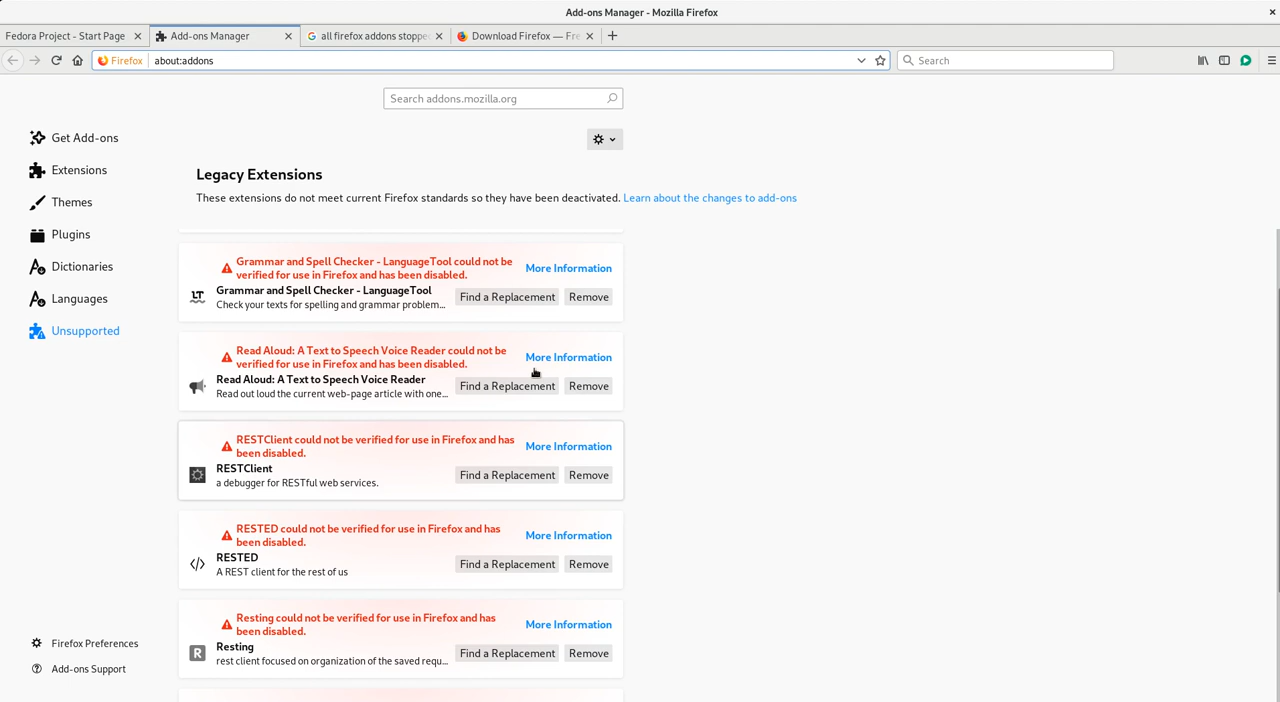 Add-ons Manager - Mozilla Firefox
Fedora Project - Start Page
Add-ons Manager
all firefox addons stoppe
Download Firefox — Fre
Firefox
about:addons
Search
Search addons.mozilla.org
Get Add-ons
Extensions
Themes
Plugins
Dictionaries
Languages
Unsupported
Firefox Preferences
Add-ons Support
Legacy Extensions
These extensions do not meet current Firefox standards so they have been deactivated. Learn about the changes to add-ons
Grammar and Spell Checker - LanguageTool could not be
verified for use in Firefox and has been disabled.
More Information
LT
Grammar and Spell Checker - LanguageTool
Check your texts for spelling and grammar problem…
Find a Replacement
Remove
Read Aloud: A Text to Speech Voice Reader could not be
verified for use in Firefox and has been disabled.
More Information
Read Aloud: A Text to Speech Voice Reader
Read out loud the current web-page article with one…
Find a Replacement
Remove
RESTClient could not be verified for use in Firefox and has
been disabled.
More Information
RESTClient
a debugger for RESTful web services.
Find a Replacement
Remove
RESTED could not be verified for use in Firefox and has
been disabled.
More Information
</>
RESTED
A REST client for the rest of us
Find a Replacement
Remove
Resting could not be verified for use in Firefox and has
been disabled.
More Information
R
Resting
rest client focused on organization of the saved requ…
Find a Replacement
Remove